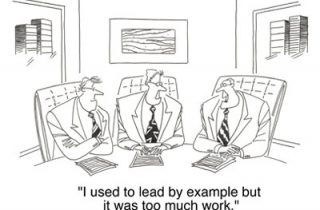 "I used to lead by example but
it was too much work."